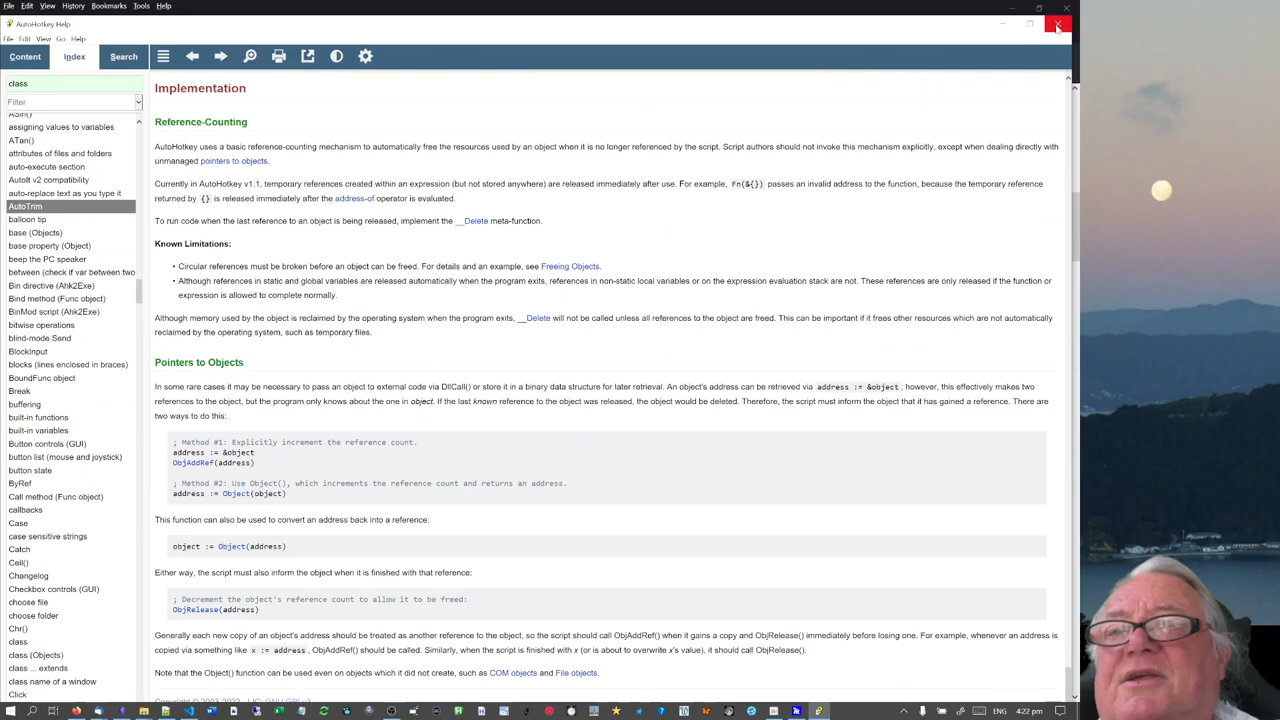 File Edit View History Bookmarks Tools Help
AutoHotkey Help
File Edit View Go Help
Content Index Search
class
Filter
ASin()
assigning values to variables
ATan()
attributes of files and folders
auto-execute section
AutoIt v2 compatibility
auto-replace text as you type it
AutoTrim
balloon tip
base (Objects)
base property (Object)
beep the PC speaker
between (check if var between two
Bin directive (Ahk2Exe)
Bind method (Func object)
BinMod script (Ahk2Exe)
bitwise operations
blind-mode Send
BlockInput
blocks (lines enclosed in braces)
BoundFunc object
Break
buffering
built-in functions
built-in variables
Button controls (GUI)
button list (mouse and joystick)
button state
ByRef
Call method (Func object)
callbacks
Case
case sensitive strings
Catch
Ceil()
Changelog
Checkbox controls (GUI)
choose file
choose folder
Chr()
class
class (Objects)
class ... extends
class name of a window
Click
Implementation
Reference-Counting
AutoHotkey uses a basic reference-counting mechanism to automatically free the resources used by an object when it is no longer referenced by the script. Script authors should not invoke this mechanism explicitly, except when dealing directly with
unmanaged pointers to objects.
Currently in AutoHotkey v1.1, temporary references created within an expression (but not stored anywhere) are released immediately after use. For example, Fn(&{}) passes an invalid address to the function, because the temporary reference
returned by {} is released immediately after the address-of operator is evaluated.
To run code when the last reference to an object is being released, implement the __Delete meta-function.
Known Limitations:
• Circular references must be broken before an object can be freed. For details and an example, see Freeing Objects.
• Although references in static and global variables are released automatically when the program exits, references in non-static local variables or on the expression evaluation stack are not. These references are only released if the function or
expression is allowed to complete normally.
Although memory used by the object is reclaimed by the operating system when the program exits, __Delete will not be called unless all references to the object are freed. This can be important if it frees other resources which are not automatically
reclaimed by the operating system, such as temporary files.
Pointers to Objects
In some rare cases it may be necessary to pass an object to external code via DllCall() or store it in a binary data structure for later retrieval. An object's address can be retrieved via address := &object; however, this effectively makes two
references to the object, but the program only knows about the one in object. If the last known reference to the object was released, the object would be deleted. Therefore, the script must inform the object that it has gained a reference. There are
two ways to do this:
; Method #1: Explicitly increment the reference count.
address := &object
ObjAddRef(address)
; Method #2: Use Object(), which increments the reference count and returns an address.
address := Object(object)
This function can also be used to convert an address back into a reference:
object := Object(address)
Either way, the script must also inform the object when it is finished with that reference:
; Decrement the object's reference count to allow it to be freed:
ObjRelease(address)
Generally each new copy of an object's address should be treated as another reference to the object, so the script should call ObjAddRef() when it gains a copy and ObjRelease() immediately before losing one. For example, whenever an address is
copied via something like x := address, ObjAddRef() should be called. Similarly, when the script is finished with x (or is about to overwrite x's value), it should call ObjRelease().
Note that the Object() function can be used even on objects which it did not create, such as COM objects and File objects.
Copyright © 2003-2022 - LIC: GNU GPLv2
ENG 4:22 pm